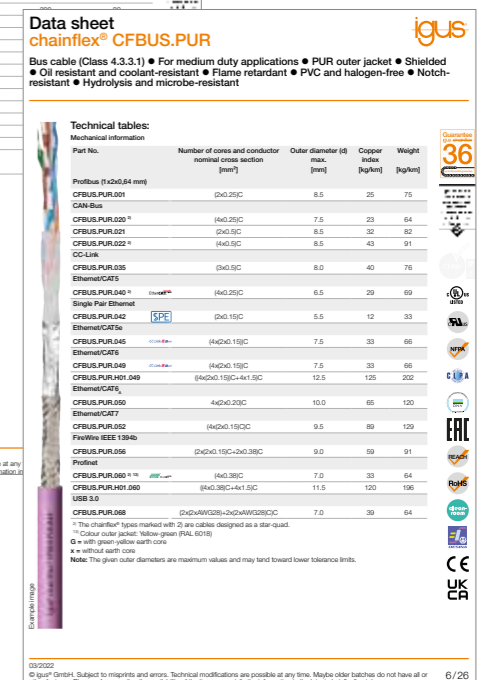 Data sheet
chainflex® CFBUS.PUR
igus
Bus cable (Class 4.3.3.1) ● For medium duty applications ● PUR outer jacket ● Shielded
● Oil resistant and coolant-resistant ● Flame retardant ● PVC and halogen-free ● Notch-
resistant ● Hydrolysis and microbe-resistant
Technical tables:
Mechanical information
Part No. Number of cores and conductor nominal cross section [mm²] Outer diameter (d) max. [mm] Copper index [kg/km] Weight [kg/km]
Profibus (1x2x0,64 mm)
CFBUS.PUR.001 (2x0.25)C 8.5 25 75
CAN-Bus
CFBUS.PUR.020 ²⁾ (4x0.25)C 7.5 23 64
CFBUS.PUR.021 (2x0.5)C 8.5 32 82
CFBUS.PUR.022 ²⁾ (4x0.5)C 8.5 43 91
CC-Link
CFBUS.PUR.035 (3x0.5)C 8.0 40 76
Ethernet/CAT5
CFBUS.PUR.040 ²⁾ (4x0.25)C 6.5 29 69
Single Pair Ethernet
CFBUS.PUR.042 SPE (2x0.15)C 5.5 12 33
Ethernet/CAT5e
CFBUS.PUR.045 (4x(2x0.15))C 7.5 33 66
Ethernet/CAT6
CFBUS.PUR.049 (4x(2x0.15))C 7.5 33 66
CFBUS.PUR.H01.049 ((4x(2x0.15))C+4x1.5)C 12.5 125 202
Ethernet/CAT6A
CFBUS.PUR.050 4x(2x0.20)C 10.0 65 120
Ethernet/CAT7
CFBUS.PUR.052 (4x(2x0.15)C)C 9.5 89 129
FireWire IEEE 1394b
CFBUS.PUR.056 (2x(2x0.15)C+2x0.38)C 9.0 59 91
Profinet
CFBUS.PUR.060 (4x0.38)C 7.0 33 64
CFBUS.PUR.H01.060 ((4x0.38)C+4x1.5)C 11.5 120 196
USB 3.0
CFBUS.PUR.068 (2x(2xAWG28)+2x(2xAWG28)C)C 7.0 39 64
²⁾ The chainflex® types marked with 2) are cables designed as a star-quad.
Colour outer jacket: Yellow-green (RAL 6018)
G = with green-yellow earth core
x = without earth core
Note: The given outer diameters are maximum values and may tend toward lower tolerance limits.
Example image
Guarantee
36
UL
NFPA
EAC
REACH
RoHS
CE
UK
CA
03/2022
© igus® GmbH. Subject to misprints and errors. Technical modifications are possible at any time. Maybe older batches do not have all or
6/26